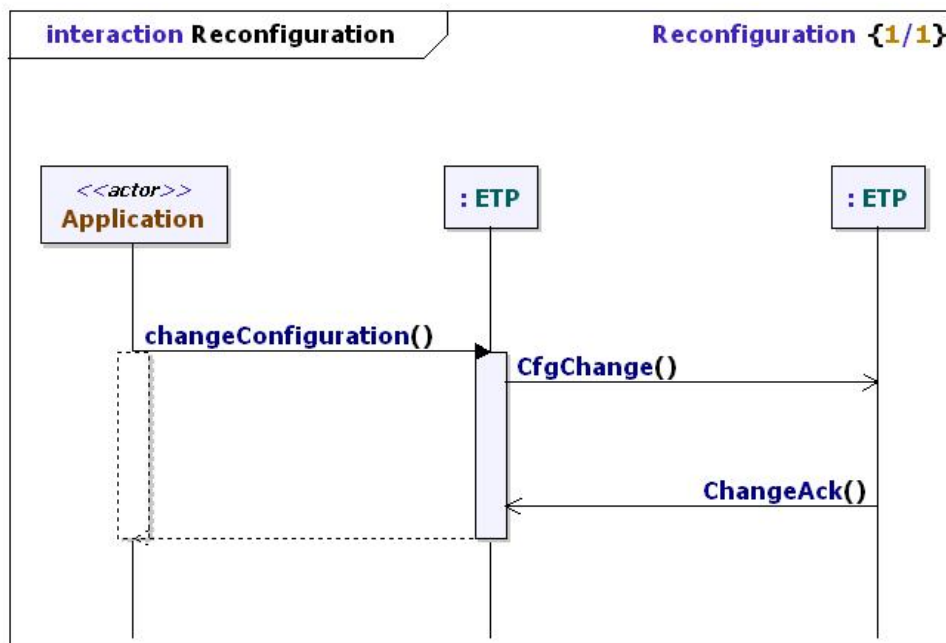 interaction Reconfiguration
Reconfiguration {1/1}
<<actor>>
Application
: ETP
: ETP
changeConfiguration()
CfgChange()
ChangeAck()